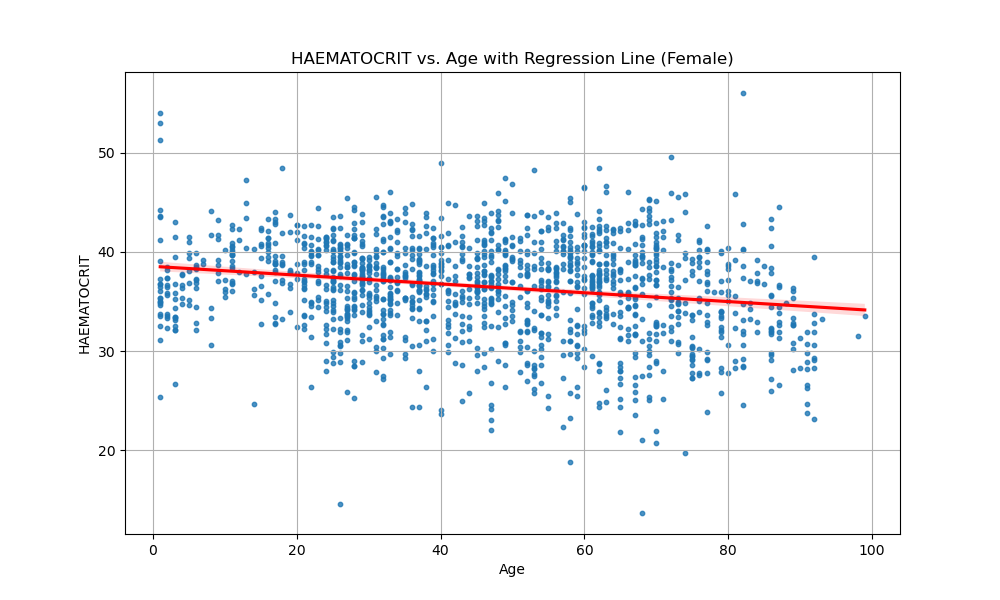 HAEMATOCRIT vs. Age with Regression Line (Female)
HAEMATOCRIT
50
40
30
20
0 20 40 60 80 100
Age